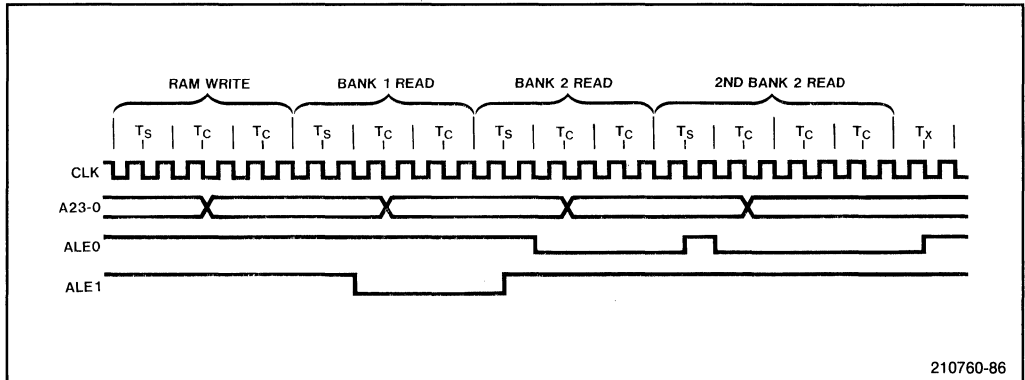 RAM WRITE BANK 1 READ BANK 2 READ 2ND BANK 2 READ
TS TC TC TS TC TC TS TC TC TS TC TC TC TX
CLK
A23-0
ALE0
ALE1
210760-86